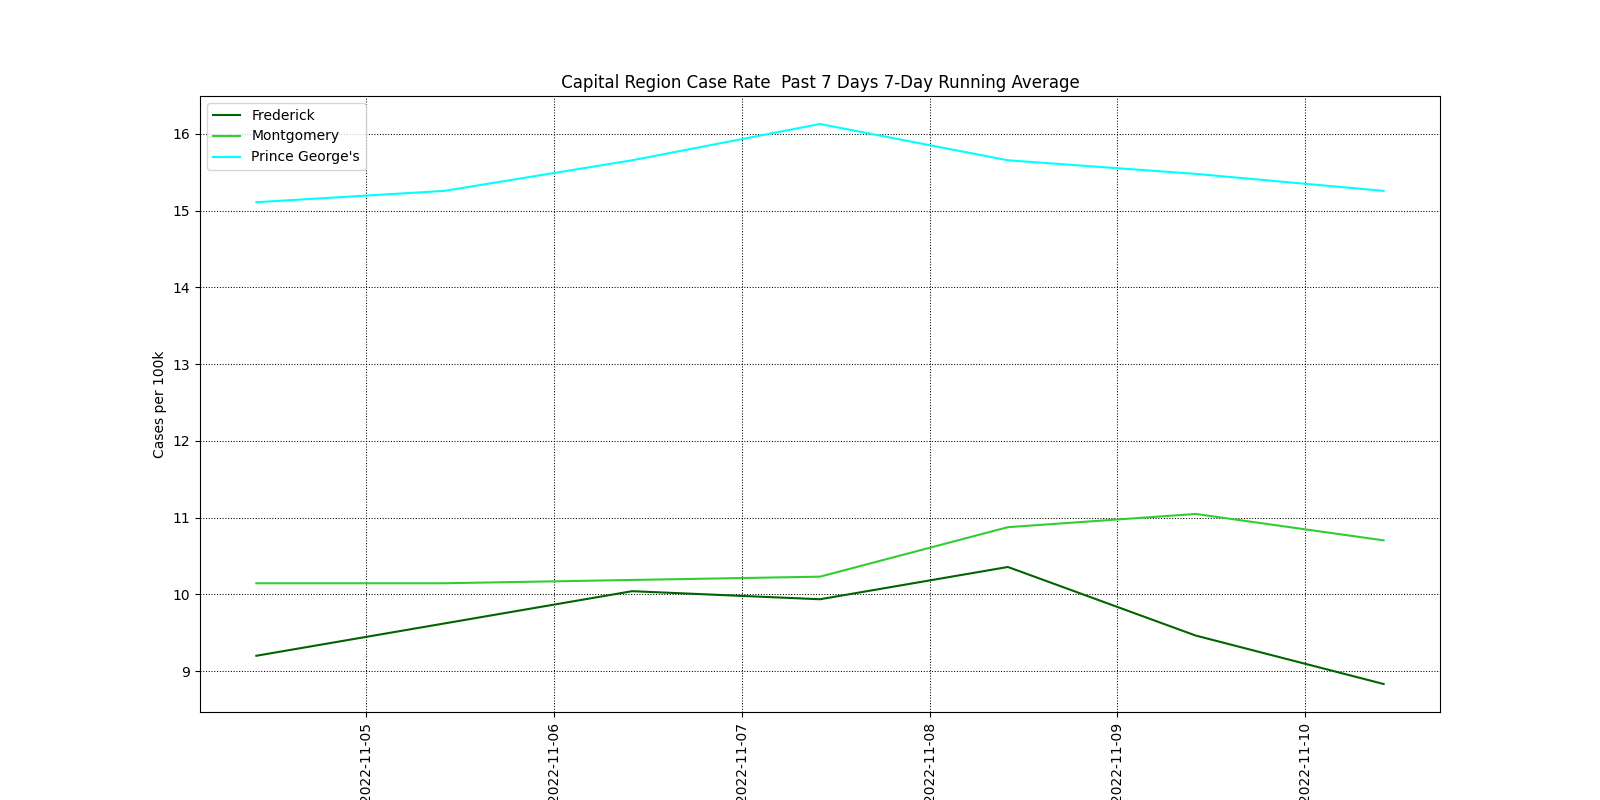 Capital Region Case Rate  Past 7 Days 7-Day Running Average
Frederick
Montgomery
Prince George's
16
15
14
13
12
11
10
9
Cases per 100k
2022-11-05
2022-11-06
2022-11-07
2022-11-08
2022-11-09
2022-11-10